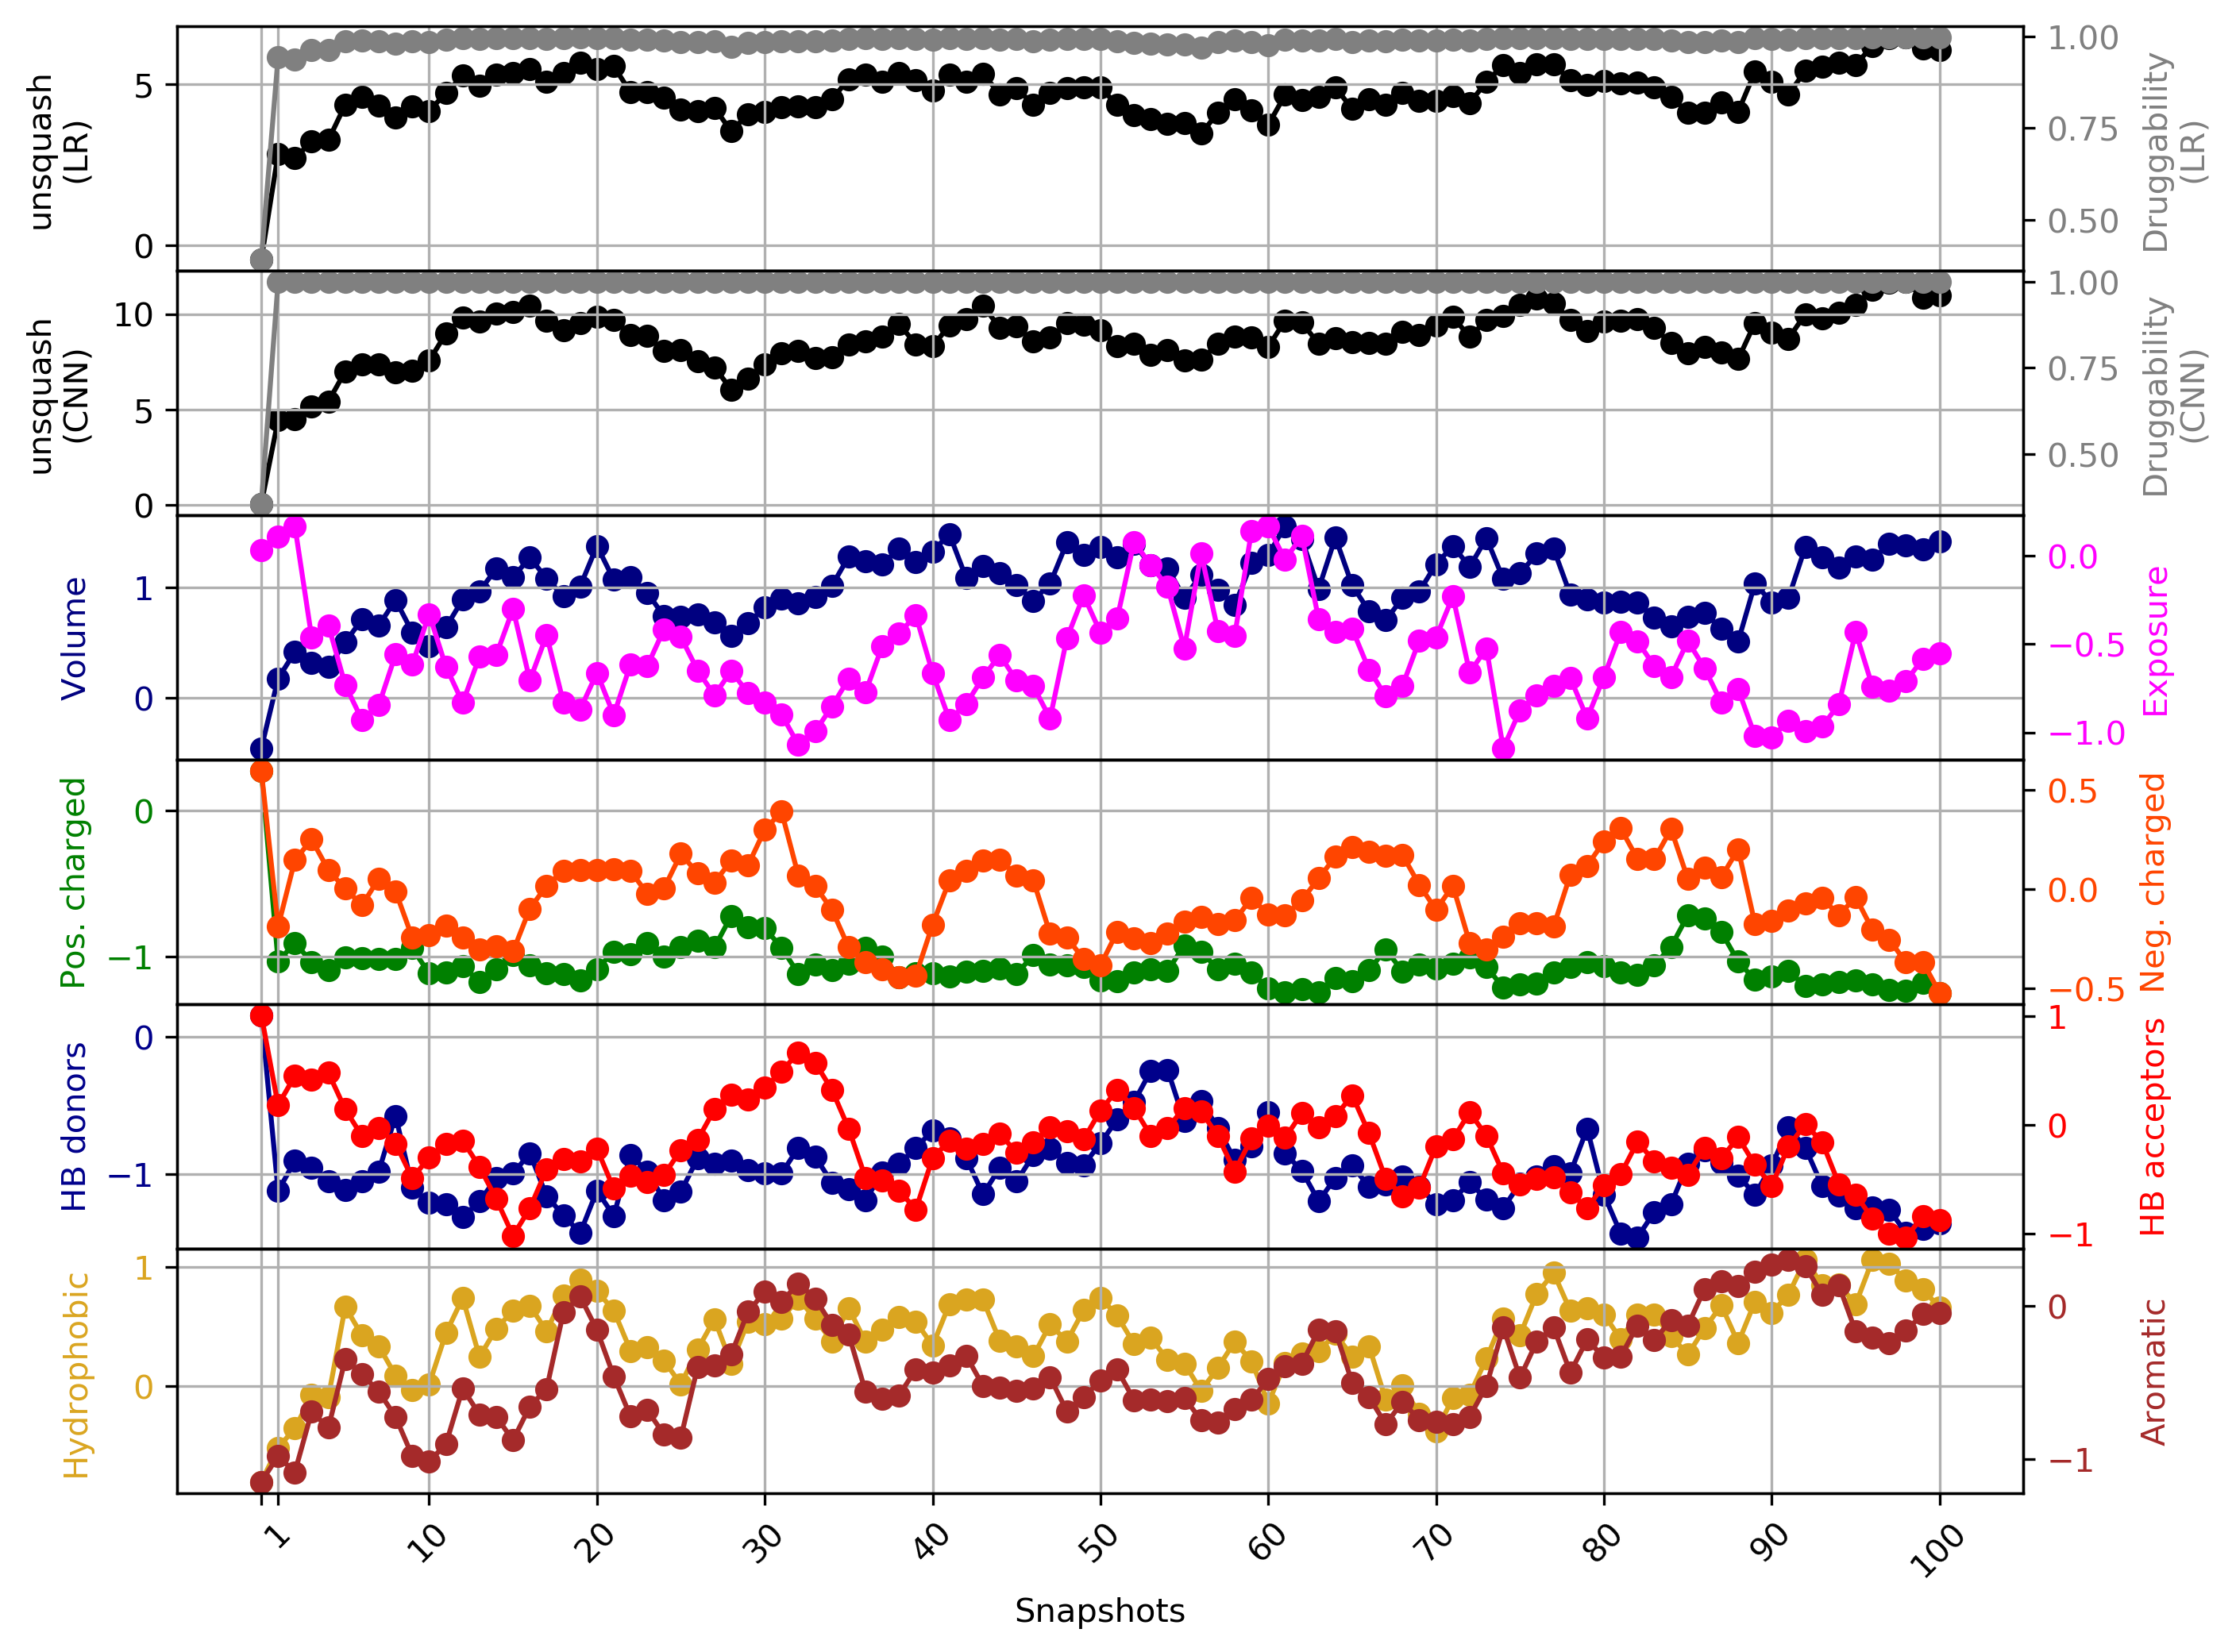 unsquash
(LR)
5
0
1.00
0.75
0.50
Druggability
(LR)
unsquash
(CNN)
10
5
0
1.00
0.75
0.50
Druggability
(CNN)
Volume
1
0
0.0
−0.5
−1.0
Exposure
Pos. charged
0
−1
0.5
0.0
−0.5
Neg. charged
HB donors
0
−1
1
0
−1
HB acceptors
Hydrophobic
1
0
0
−1
Aromatic
1 10 20 30 40 50 60 70 80 90 100
Snapshots